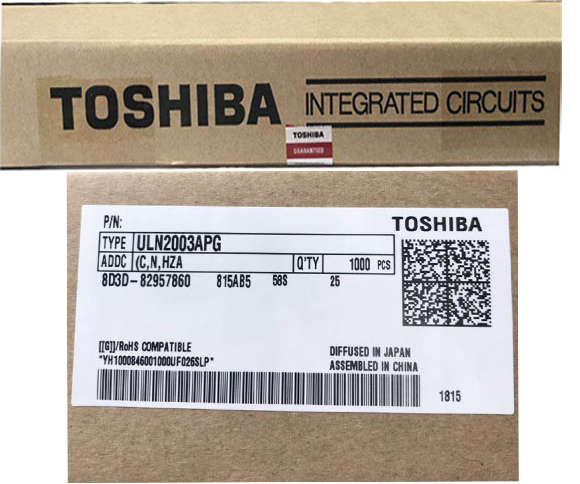 TOSHIBA INTEGRATED CIRCUITS
TOSHIBA
GUARANTEED
P/N:
TOSHIBA
TYPE ULN2003APG
ADDC (C,N,HZA Q'TY 1000 PCS
8D3D-82957860 815AB5 58S 25
[[G]]/RoHS COMPATIBLE
*YH1000846001000UF026SLP*
DIFFUSED IN JAPAN
ASSEMBLED IN CHINA
1815